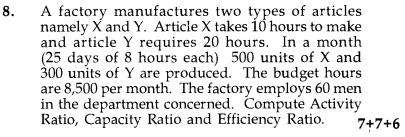 8. A factory manufactures two types of articles
namely X and Y. Article X takes 10 hours to make
and article Y requires 20 hours. In a month
(25 days of 8 hours each) 500 units of X and
300 units of Y are produced. The budget hours
are 8,500 per month. The factory employs 60 men
in the department concerned. Compute Activity
Ratio, Capacity Ratio and Efficiency Ratio. 7+7+6